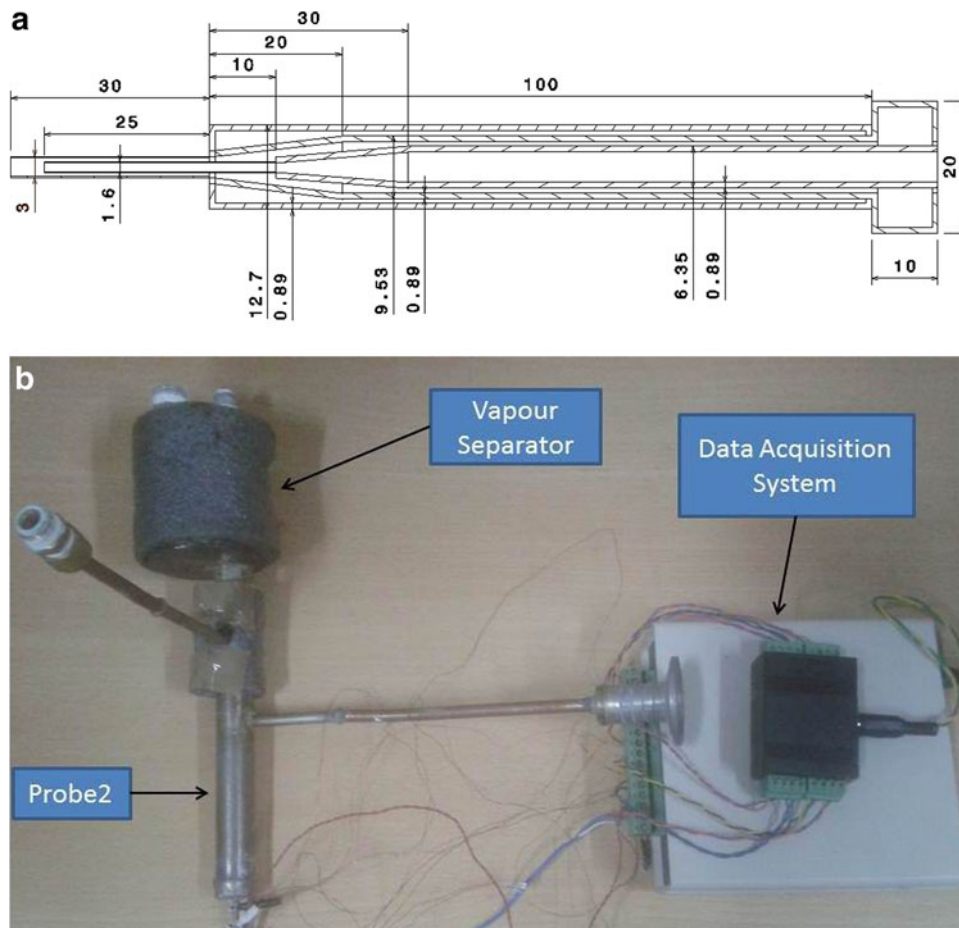 a
30
20
10
30
100
25
3
1.6
12.7
0.89
9.53
0.89
6.35
0.89
20
10
b
Vapour
Separator
Data Acquisition
System
Probe2